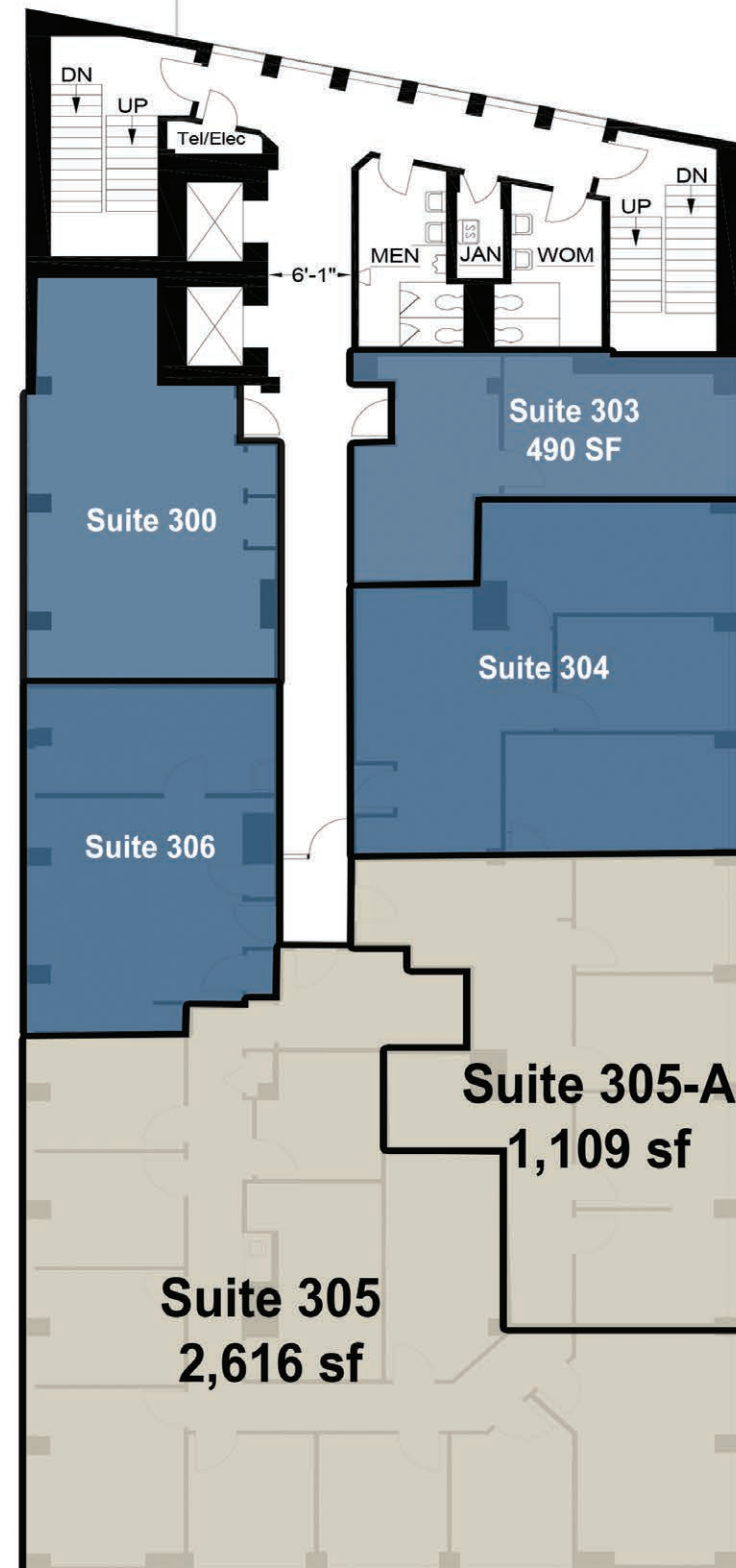 DN
UP
Tel/Elec
DN
UP
MEN
JAN
WOM
6'-1"
Suite 303
490 SF
Suite 300
Suite 304
Suite 306
Suite 305-A
1,109 sf
Suite 305
2,616 sf